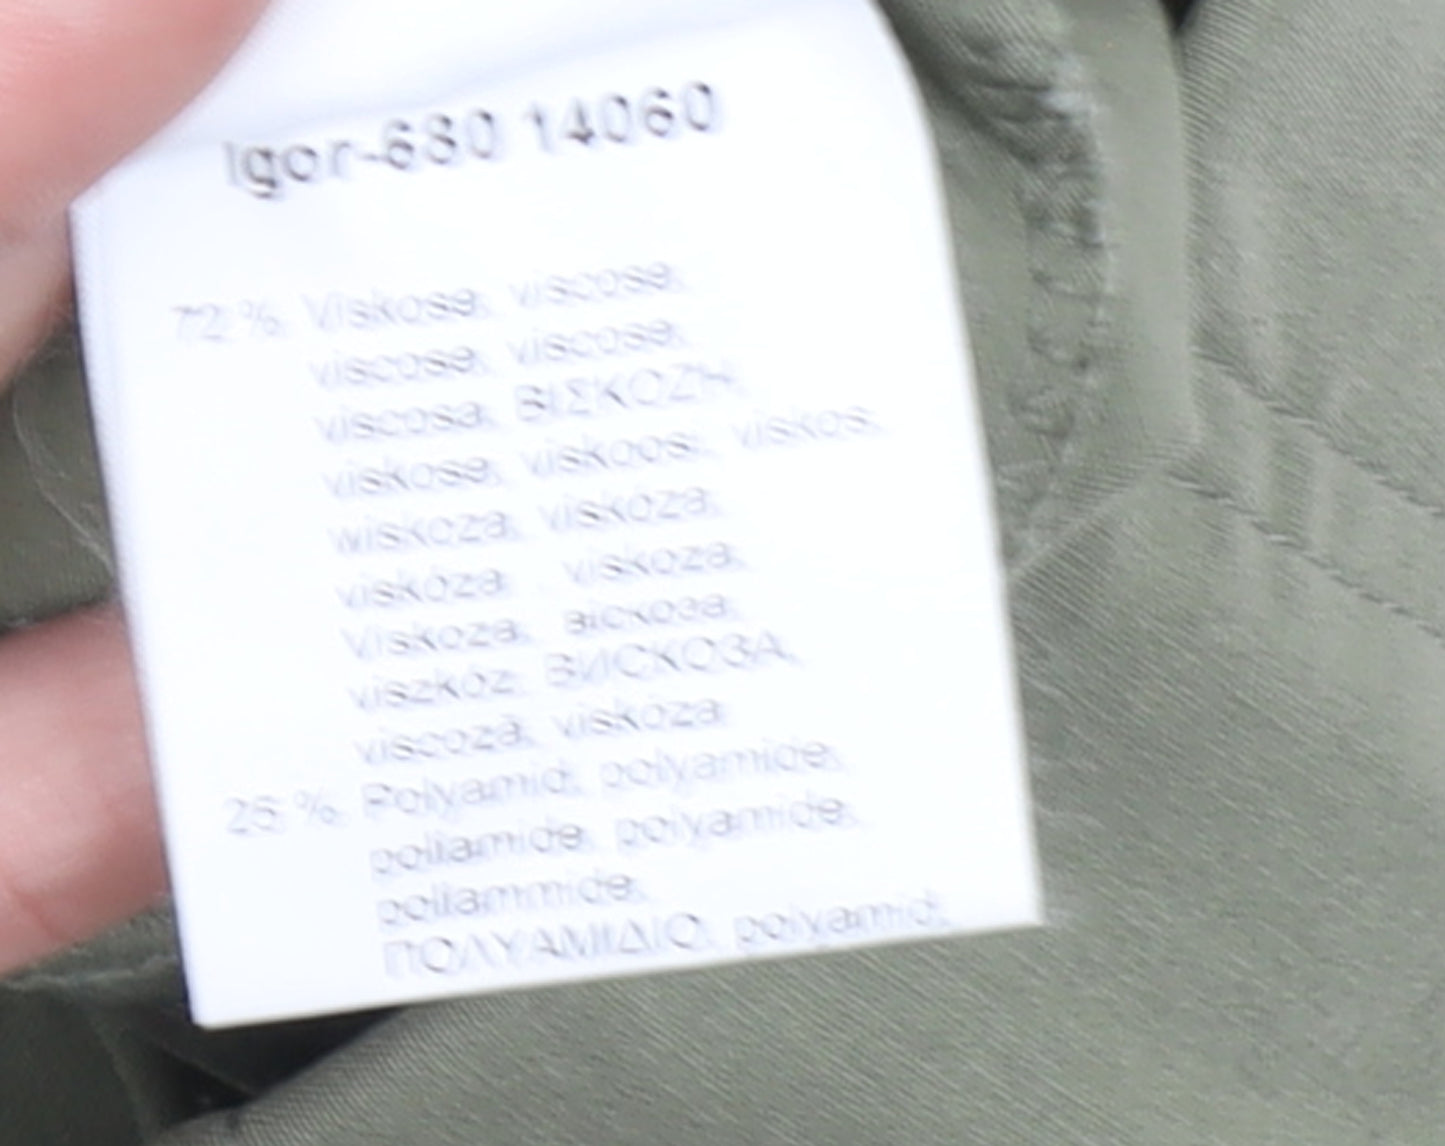 Igor-680 14060
72 % Viskose; viscose;
viscose; viscose;
viscosa; ΒΙΣΚΟΖΗ;
viskose; viskoosi; viskos;
wiskoza; viskóza;
viskóza; viskoza;
Viskoza; віскоза;
viszkóz; ВИСКОЗА;
viscoză; viskoza
25 % Polyamid; polyamide;
poliamide; polyamide;
poliammide;
ΠΟΛΥΑΜΙΔΙΟ; polyamid;